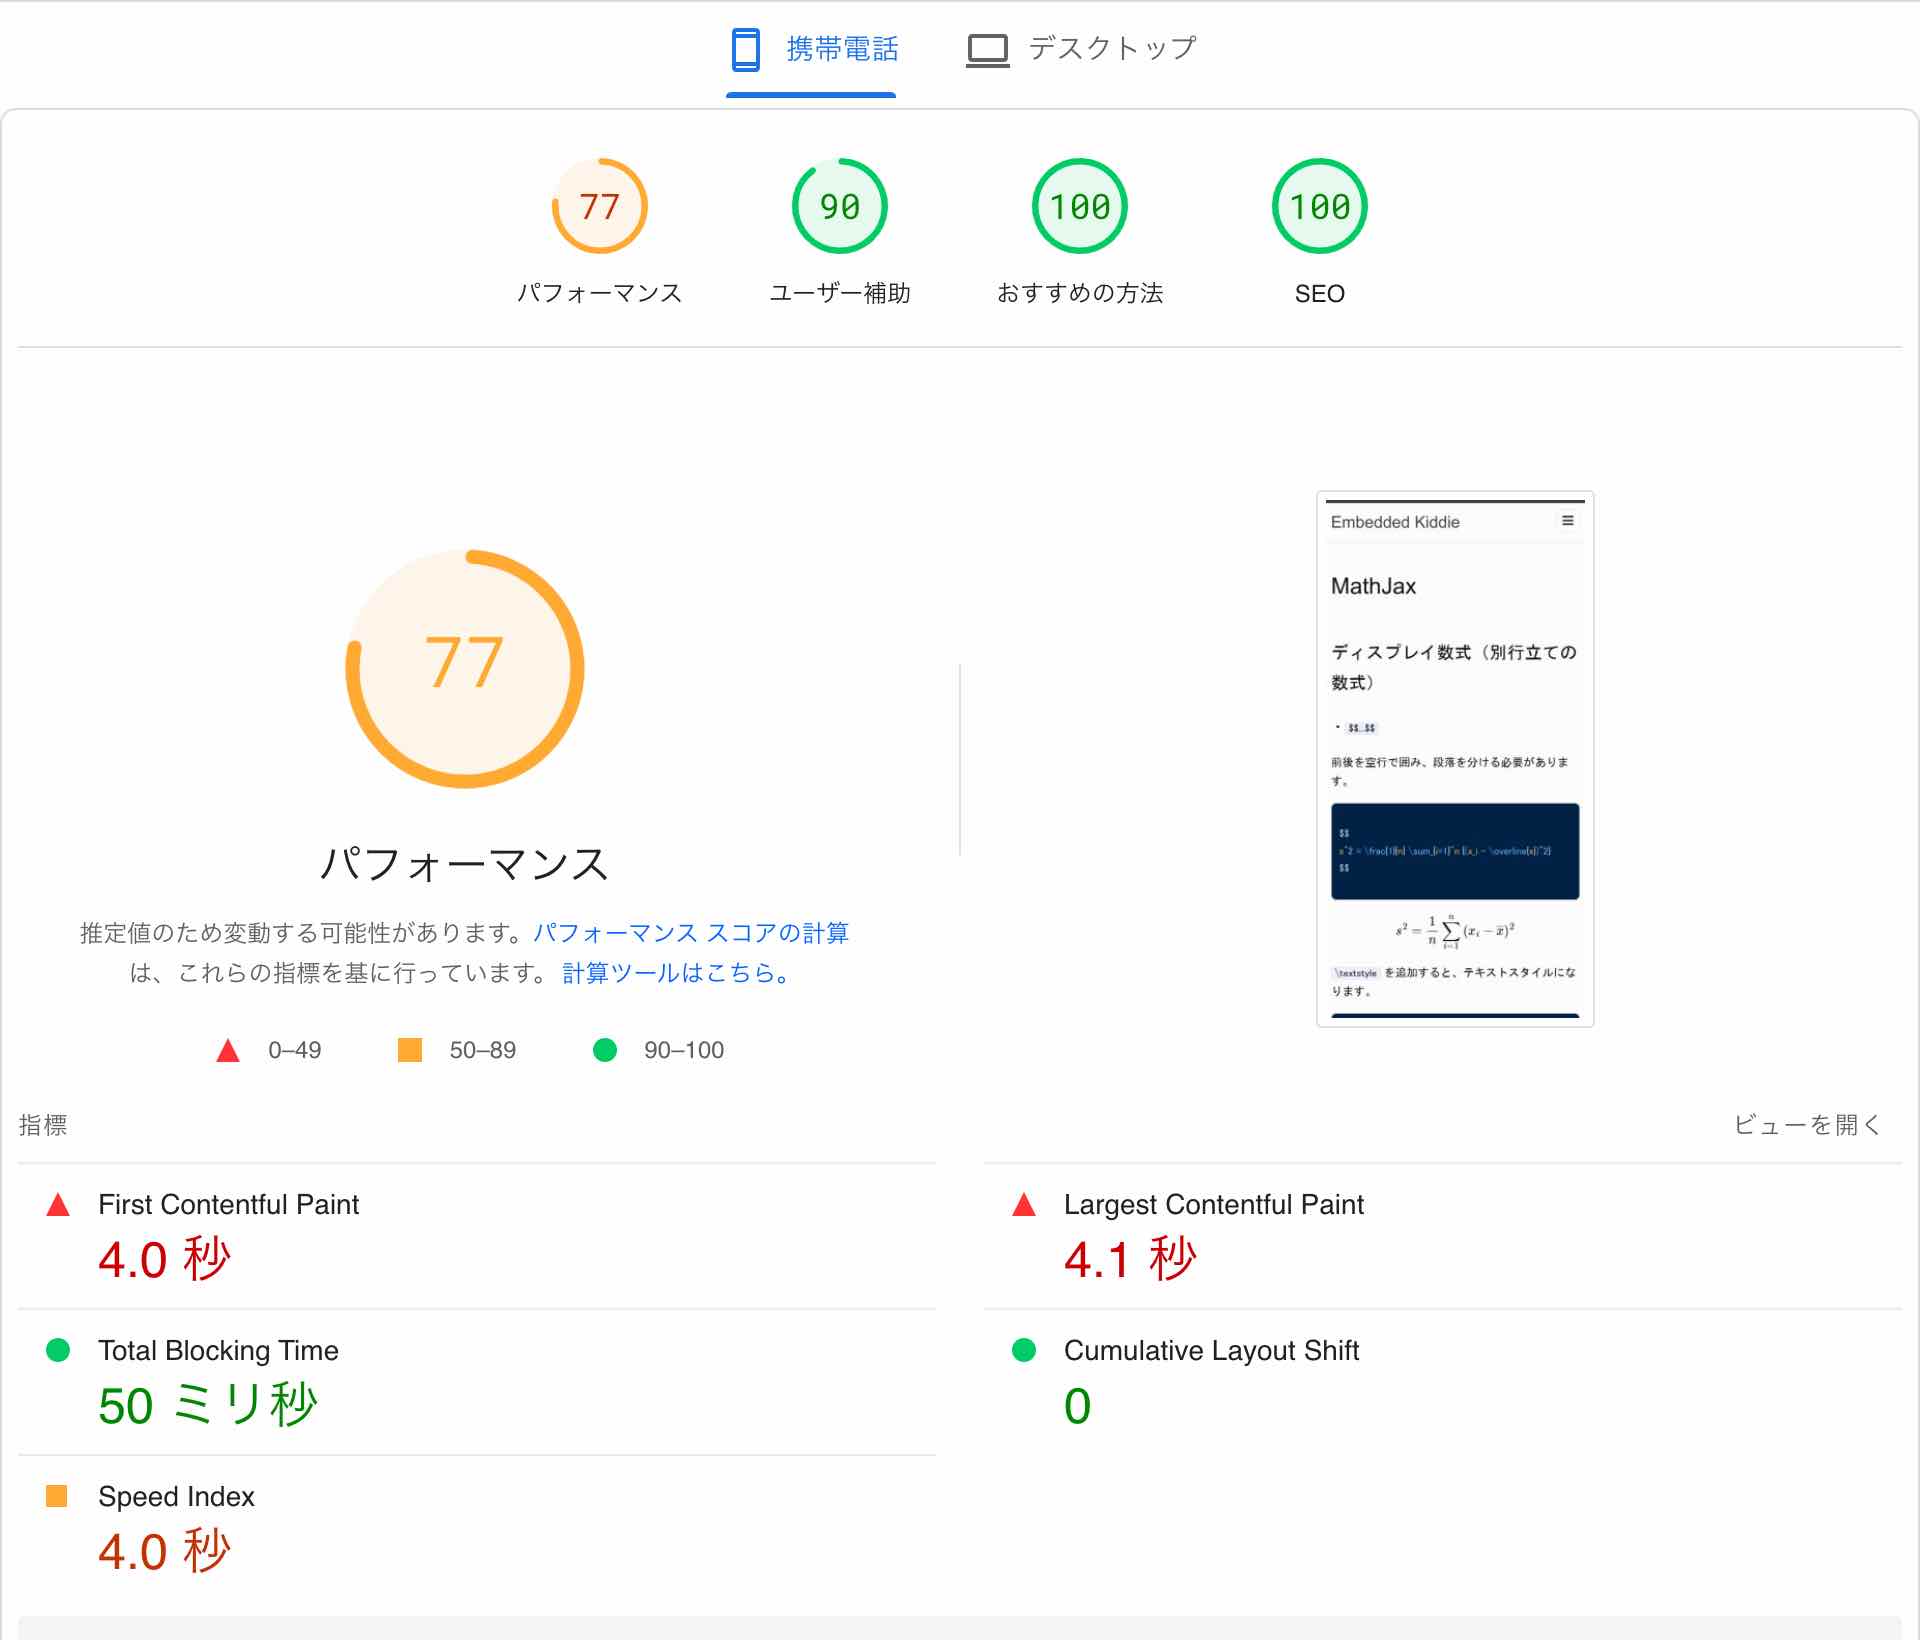 携帯電話
デスクトップ
77
90
100
100
パフォーマンス
ユーザー補助
おすすめの方法
SEO
77
パフォーマンス
推定値のため変動する可能性があります。パフォーマンス スコアの計算
は、これらの指標を基に行っています。 計算ツールはこちら。
0–49
50–89
90–100
Embedded Kiddie
MathJax
ディスプレイ数式（別行立ての
数式）
・ $$…$$
前後を空行で囲み、段落を分ける必要がありま
す。
$$
s^2 = \frac{1}{n} \sum_{i=1}^n {(x_i - \overline{x})^2}
$$
s² = 1/n ∑ i=1 n (xᵢ − x̄)²
\textstyle を追加すると、テキストスタイルにな
ります。
指標
ビューを開く
First Contentful Paint
4.0 秒
Largest Contentful Paint
4.1 秒
Total Blocking Time
50 ミリ秒
Cumulative Layout Shift
0
Speed Index
4.0 秒